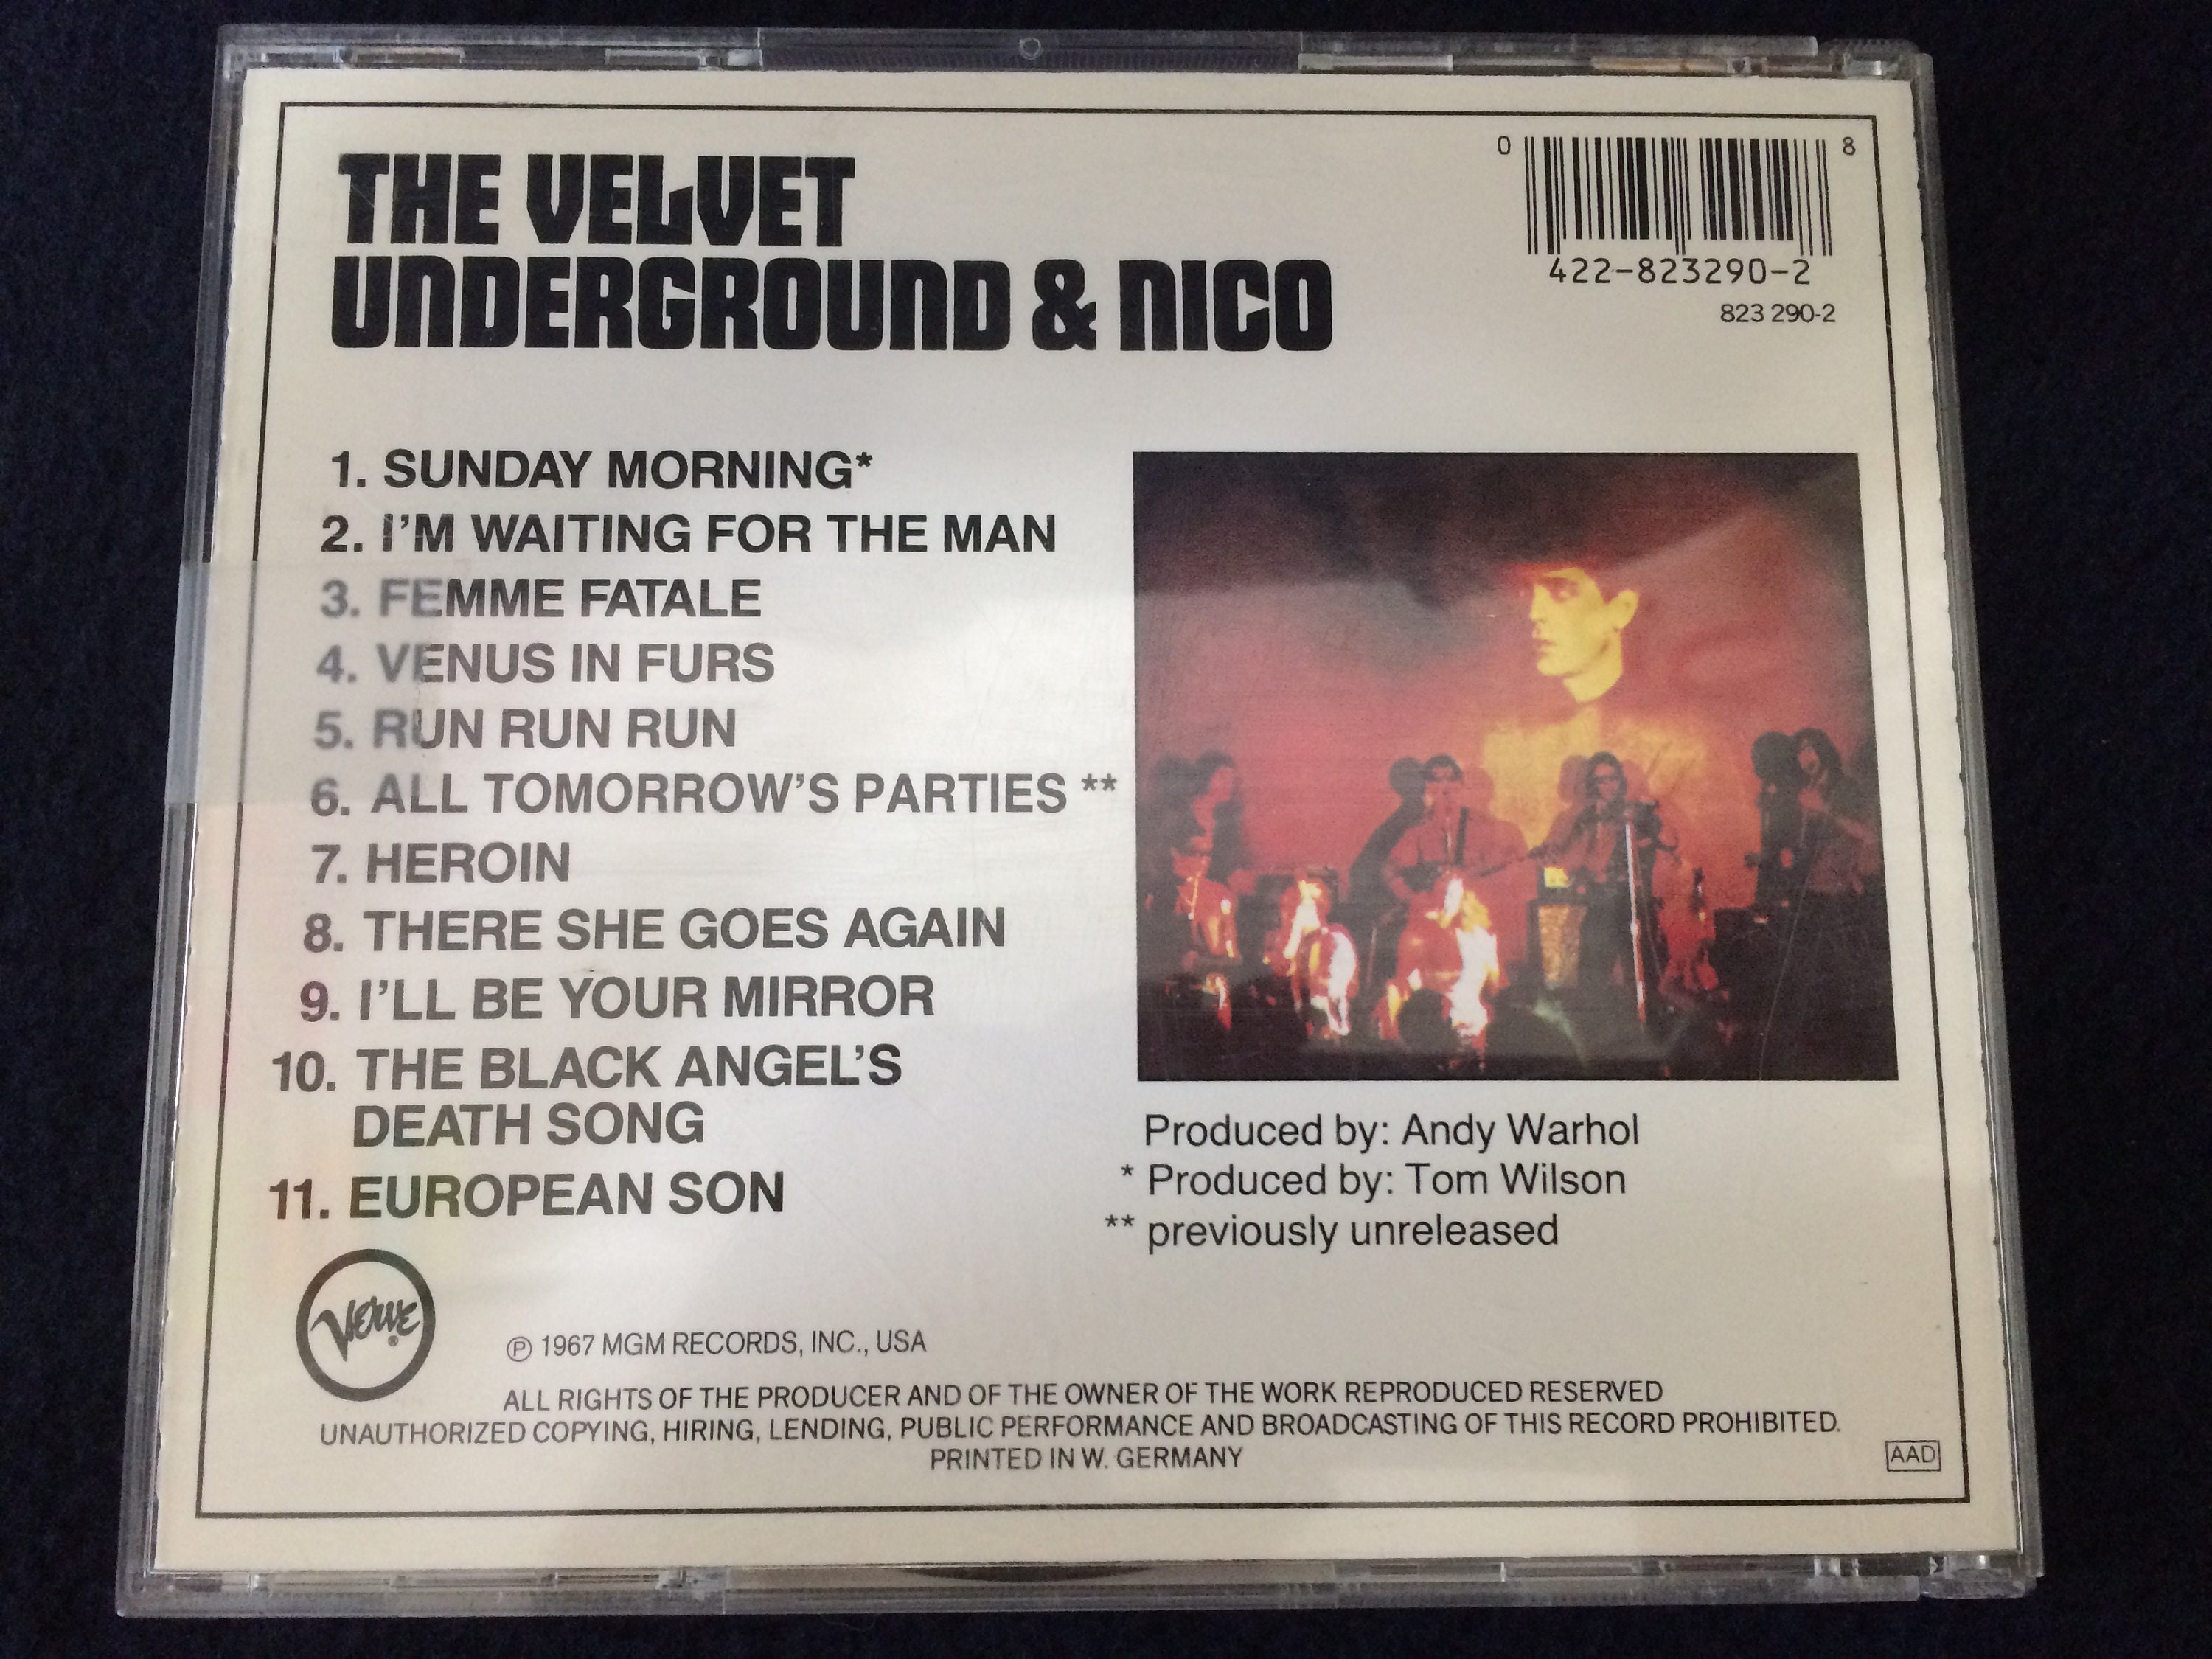 THE VELVET
UNDERGROUND & NICO
0 8
422-823290-2
823 290-2
1. SUNDAY MORNING*
2. I'M WAITING FOR THE MAN
3. FEMME FATALE
4. VENUS IN FURS
5. RUN RUN RUN
6. ALL TOMORROW'S PARTIES **
7. HEROIN
8. THERE SHE GOES AGAIN
9. I'LL BE YOUR MIRROR
10. THE BLACK ANGEL'S
DEATH SONG
11. EUROPEAN SON
Produced by: Andy Warhol
* Produced by: Tom Wilson
** previously unreleased
Verve®
℗ 1967 MGM RECORDS, INC., USA
ALL RIGHTS OF THE PRODUCER AND OF THE OWNER OF THE WORK REPRODUCED RESERVED
UNAUTHORIZED COPYING, HIRING, LENDING, PUBLIC PERFORMANCE AND BROADCASTING OF THIS RECORD PROHIBITED.
PRINTED IN W. GERMANY
AAD